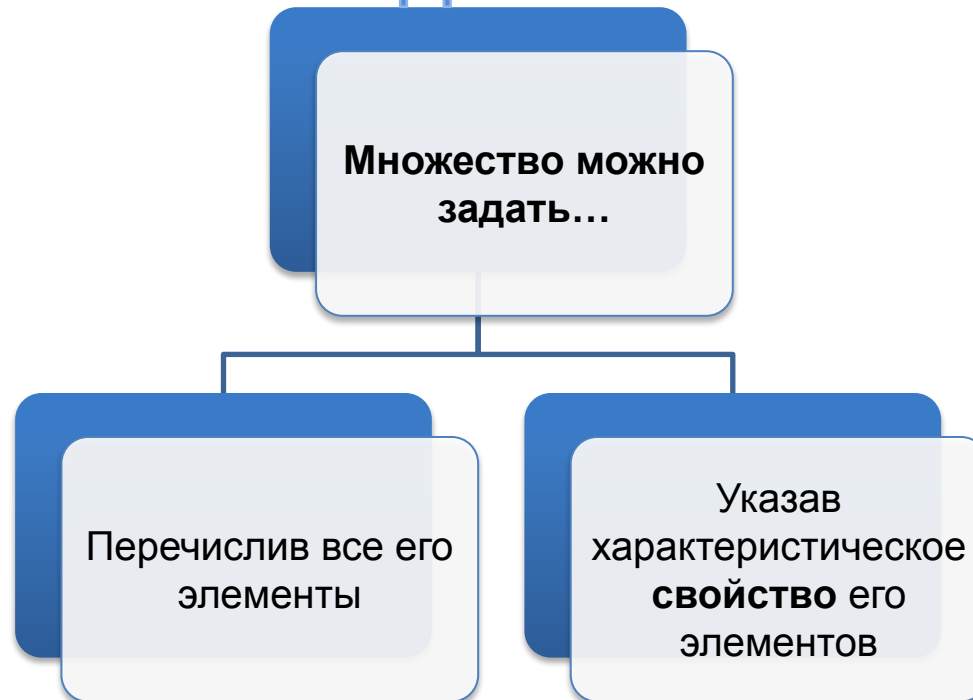 Множество можно
задать…
Перечислив все его
элементы
Указав
характеристическое
свойство его
элементов